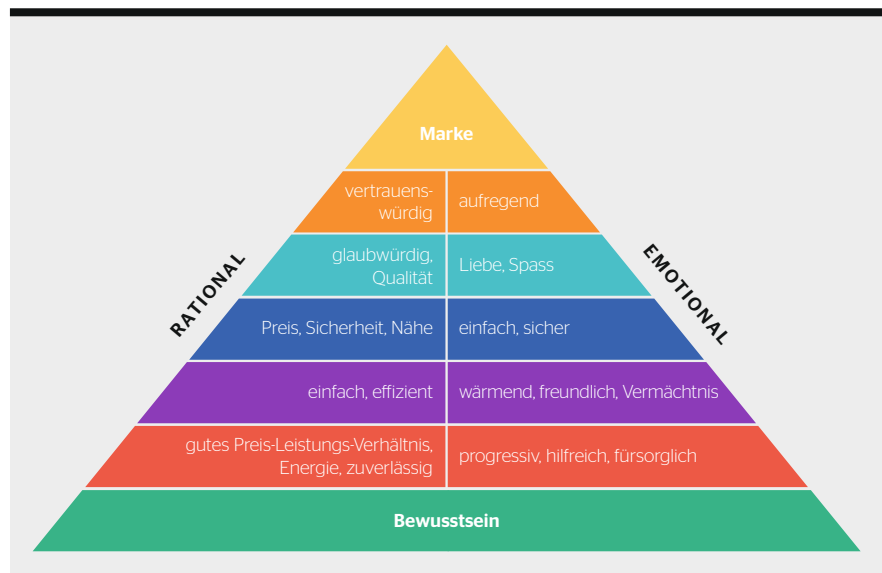 Marke
vertrauens-
würdig
aufregend
glaubwürdig,
Qualität
Liebe, Spass
RATIONAL
EMOTIONAL
Preis, Sicherheit, Nähe
einfach, sicher
einfach, effizient
wärmend, freundlich, Vermächtnis
gutes Preis-Leistungs-Verhältnis,
Energie, zuverlässig
progressiv, hilfreich, fürsorglich
Bewusstsein